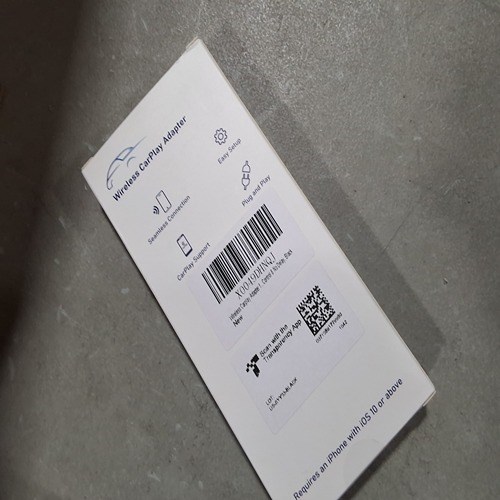 Wireless CarPlay Adapter
Easy Setup
Seamless Connection
Plug and Play
CarPlay Support
New
Scan with the
Transparency App
Requires an iPhone with iOS 10 or above